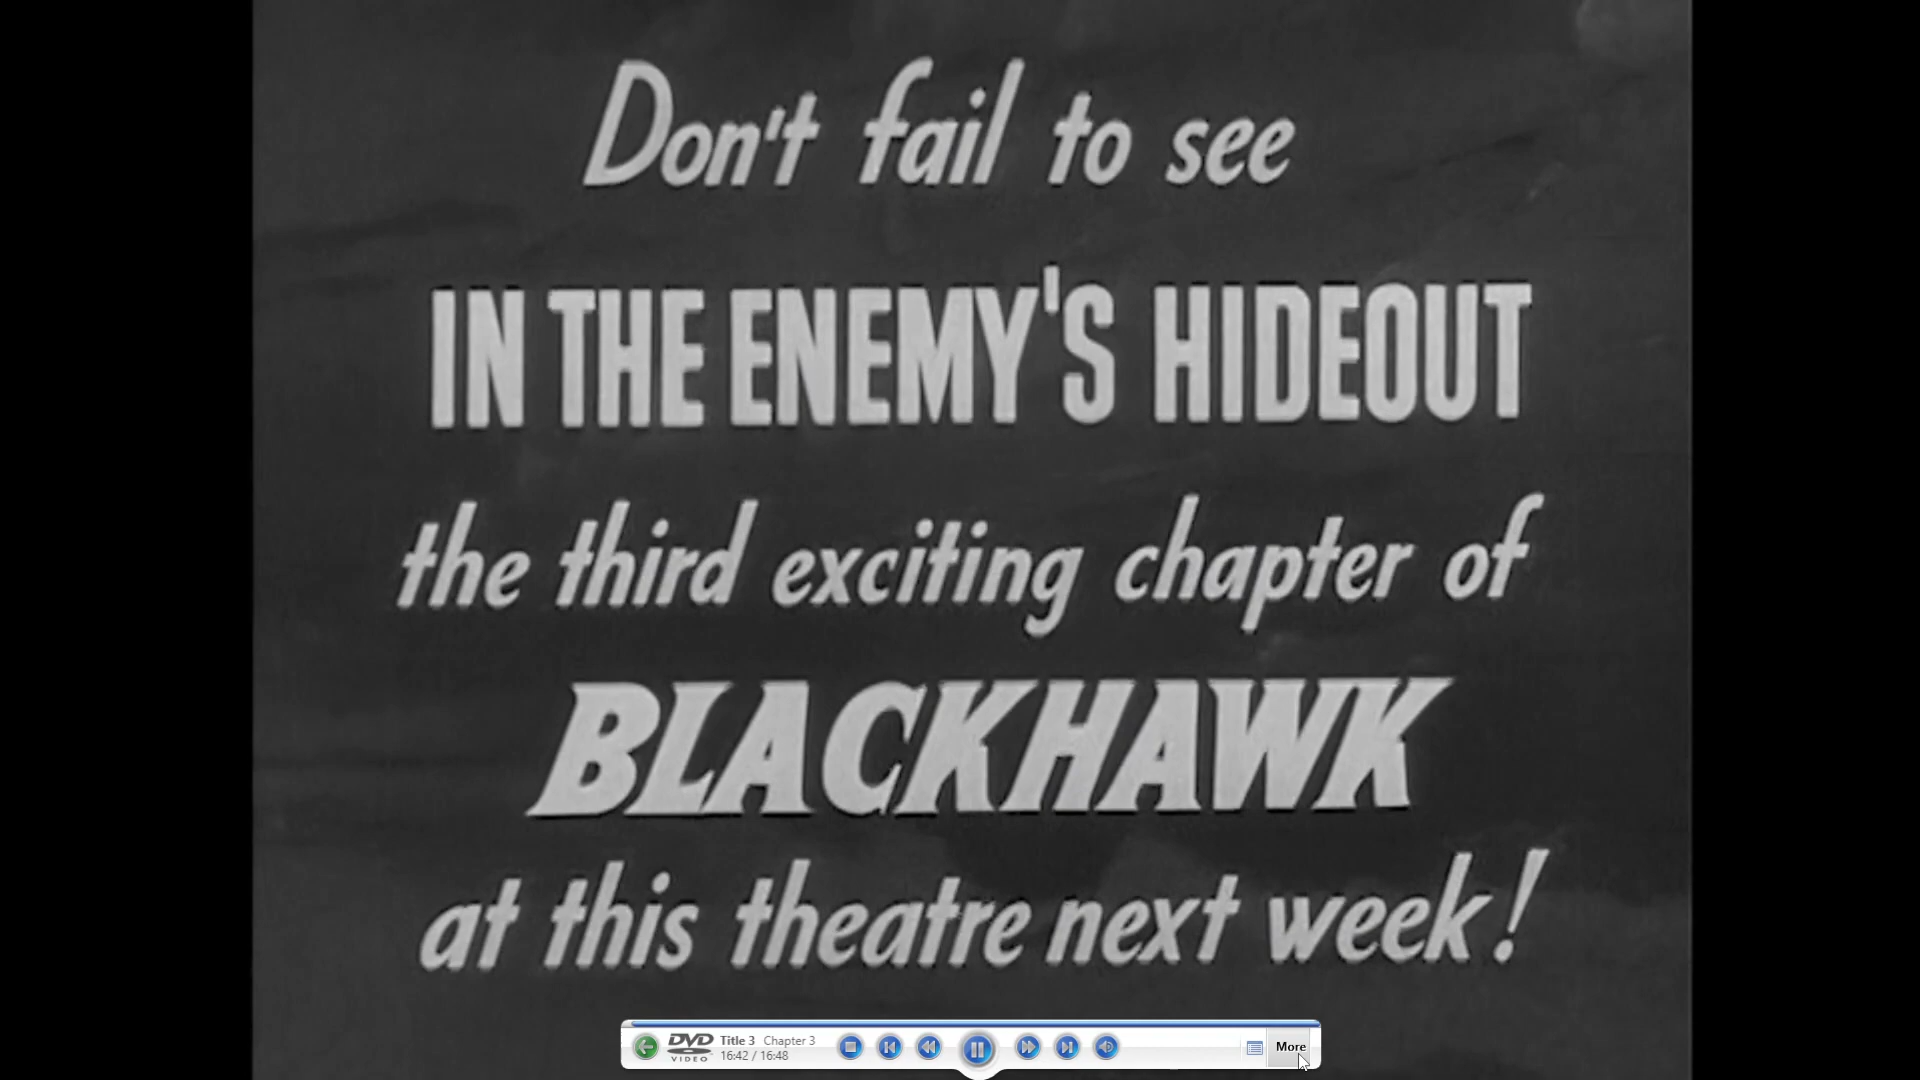 Don't fail to see
IN THE ENEMY'S HIDEOUT
the third exciting chapter of
BLACKHAWK
at this theatre next week!
DVD VIDEO Title 3 Chapter 3
16:42 / 16:48
More